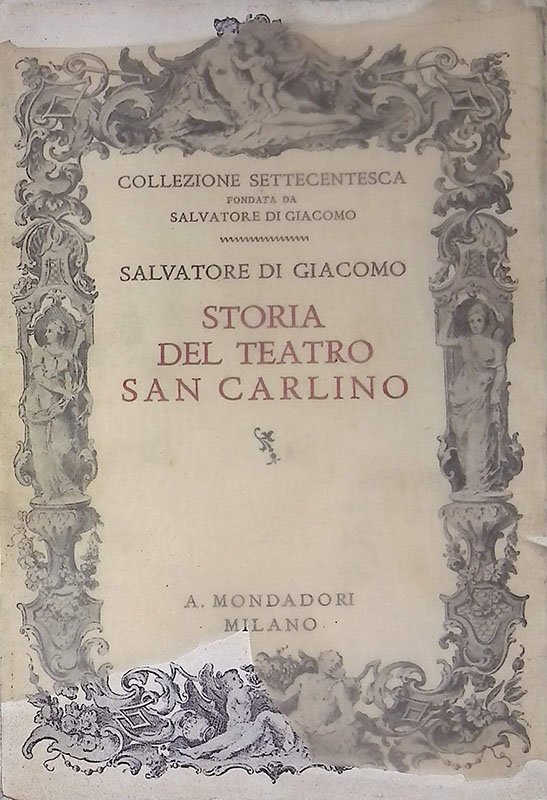 COLLEZIONE SETTECENTESCA
FONDATA DA
SALVATORE DI GIACOMO
SALVATORE DI GIACOMO
STORIA
DEL TEATRO
SAN CARLINO
A. MONDADORI
MILANO